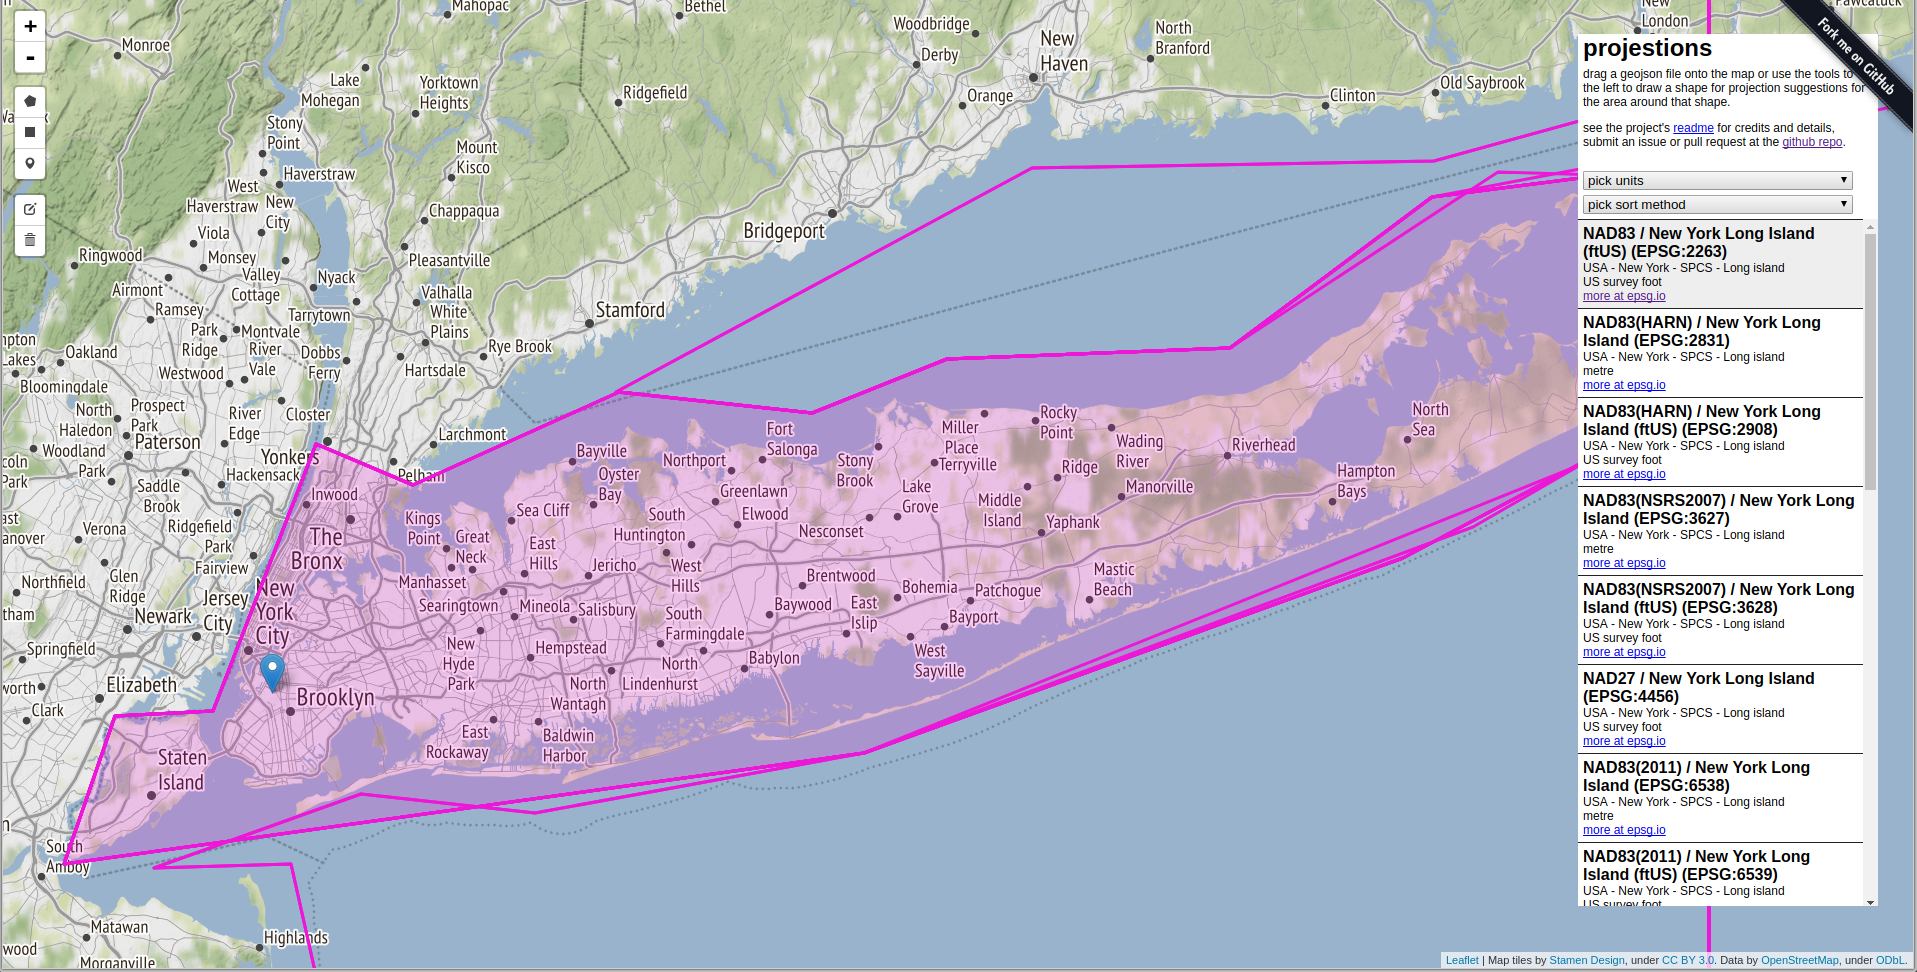 +
-
Mahopac
Bethel
Monroe
Woodbridge
Derby
New
Haven
North
Branford
New
London
Pawcatuck
Lake
Mohegan
Yorktown
Heights
Ridgefield
Orange
Clinton
Old Saybrook
Stony
Point
Mount
Kisco
Haverstraw
West
Haverstraw
New
City
Chappaqua
Bridgeport
Viola
Ringwood
Monsey
Pleasantville
Airmont
Valley
Cottage
Nyack
Valhalla
White
Plains
Ramsey
Tarrytown
Stamford
Park
Ridge
Montvale
River
Vale
Oakland
Dobbs
Ferry
Rye Brook
Lakes
Westwood
Hartsdale
Bloomingdale
North
Haledon
Prospect
Park
River
Edge
Closter
Paterson
Larchmont
Woodland
Park
Yonkers
Hackensack
Pelham
Saddle
Brook
Inwood
Verona
Ridgefield
Park
The
Bronx
Fairview
Northfield
Glen
Ridge
New
York
City
Jersey
City
Newark
Springfield
Elizabeth
Clark
Brooklyn
Staten
Island
South
Amboy
Matawan
Highlands
Morganville
Bayville
Northport
Fort
Salonga
Miller
Place
Rocky
Point
Wading
River
Riverhead
North
Sea
Oyster
Bay
Stony
Brook
Terryville
Ridge
Hampton
Bays
Greenlawn
Lake
Grove
Middle
Island
Manorville
Kings
Point
Sea Cliff
South
Huntington
Elwood
Nesconset
Yaphank
Great
Neck
East
Hills
Jericho
West
Hills
Manhasset
Brentwood
Bohemia
Patchogue
Mastic
Beach
Searingtown
Mineola
Salisbury
South
Farmingdale
Baywood
East
Islip
Bayport
New
Hyde
Park
Hempstead
North
Lindenhurst
Babylon
West
Sayville
North
Wantagh
East
Rockaway
Baldwin
Harbor
Fork me on GitHub
projestions
drag a geojson file onto the map or use the tools to
the left to draw a shape for projection suggestions for
the area around that shape.
see the project's readme for credits and details,
submit an issue or pull request at the github repo.
pick units
pick sort method
NAD83 / New York Long Island
(ftUS) (EPSG:2263)
USA - New York - SPCS - Long island
US survey foot
more at epsg.io
NAD83(HARN) / New York Long
Island (EPSG:2831)
USA - New York - SPCS - Long island
metre
more at epsg.io
NAD83(HARN) / New York Long
Island (ftUS) (EPSG:2908)
USA - New York - SPCS - Long island
US survey foot
more at epsg.io
NAD83(NSRS2007) / New York Long
Island (EPSG:3627)
USA - New York - SPCS - Long island
metre
more at epsg.io
NAD83(NSRS2007) / New York Long
Island (ftUS) (EPSG:3628)
USA - New York - SPCS - Long island
US survey foot
more at epsg.io
NAD27 / New York Long Island
(EPSG:4456)
USA - New York - SPCS - Long island
US survey foot
more at epsg.io
NAD83(2011) / New York Long
Island (EPSG:6538)
USA - New York - SPCS - Long island
metre
more at epsg.io
NAD83(2011) / New York Long
Island (ftUS) (EPSG:6539)
USA - New York - SPCS - Long island
US survey foot
Leaflet | Map tiles by Stamen Design, under CC BY 3.0. Data by OpenStreetMap, under ODbL.